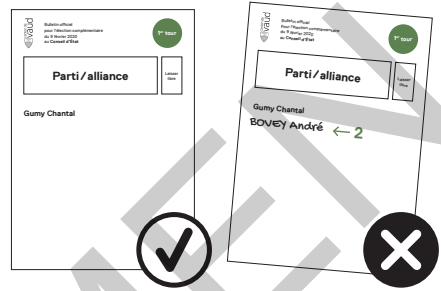 vaud
Bulletin officiel
pour l'élection complémentaire
du 9 février 2020
au Conseil d'État
1er tour
Parti/alliance
Laisser
libre
Gumy Chantal
vaud
Bulletin officiel
pour l'élection complémentaire
du 9 février 2020
au Conseil d'État
1er tour
Parti/alliance
Laisser
libre
Gumy Chantal
BOVEY André
← 2